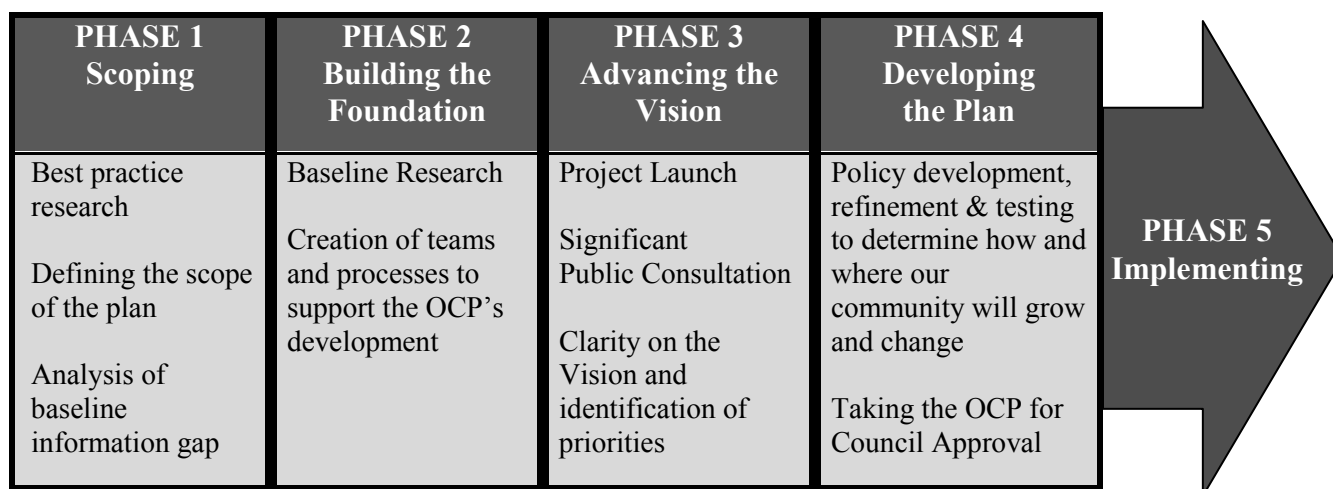 PHASE 1
Scoping
Best practice
research
Defining the scope
of the plan
Analysis of
baseline
information gap
PHASE 2
Building the
Foundation
Baseline Research
Creation of teams
and processes to
support the OCP’s
development
PHASE 3
Advancing the
Vision
Project Launch
Significant
Public Consultation
Clarity on the
Vision and
identification of
priorities
PHASE 4
Developing
the Plan
Policy development,
refinement & testing
to determine how and
where our
community will grow
and change
Taking the OCP for
Council Approval
PHASE 5
Implementing